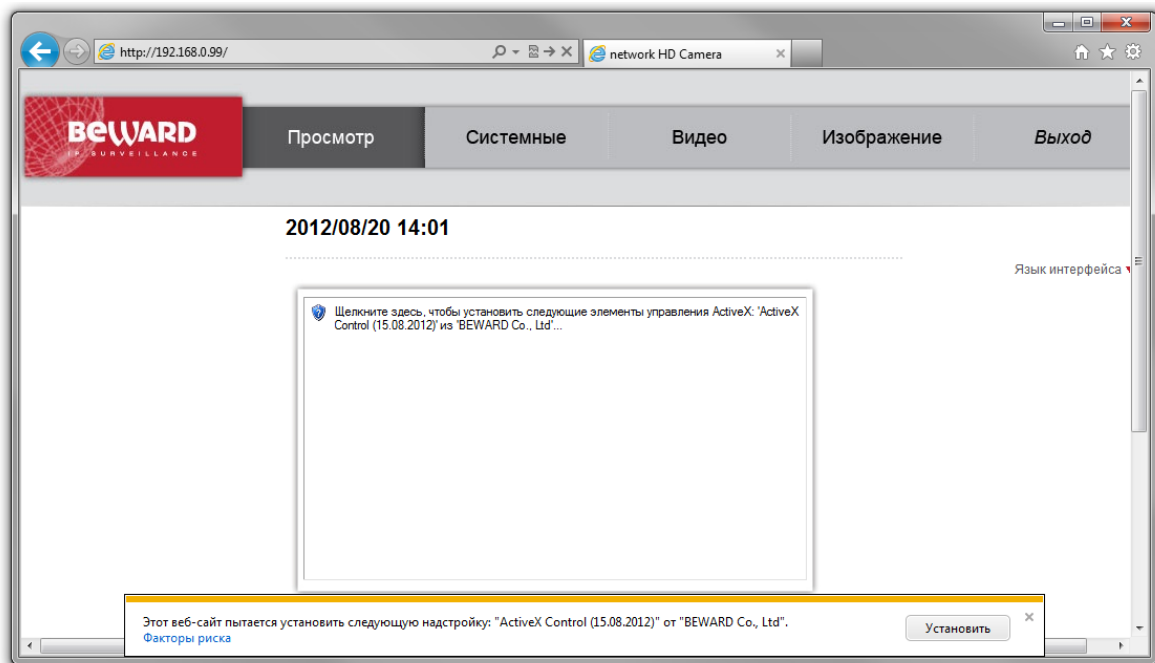 http://192.168.0.99/
network HD Camera
BEWARD
IP SURVEILLANCE
Просмотр
Системные
Видео
Изображение
Выход
2012/08/20 14:01
Язык интерфейса
Щелкните здесь, чтобы установить следующие элементы управления ActiveX: 'ActiveX
Control (15.08.2012)' из 'BEWARD Co., Ltd'...
Этот веб-сайт пытается установить следующую надстройку: "ActiveX Control (15.08.2012)" от "BEWARD Co., Ltd".
Факторы риска
Установить